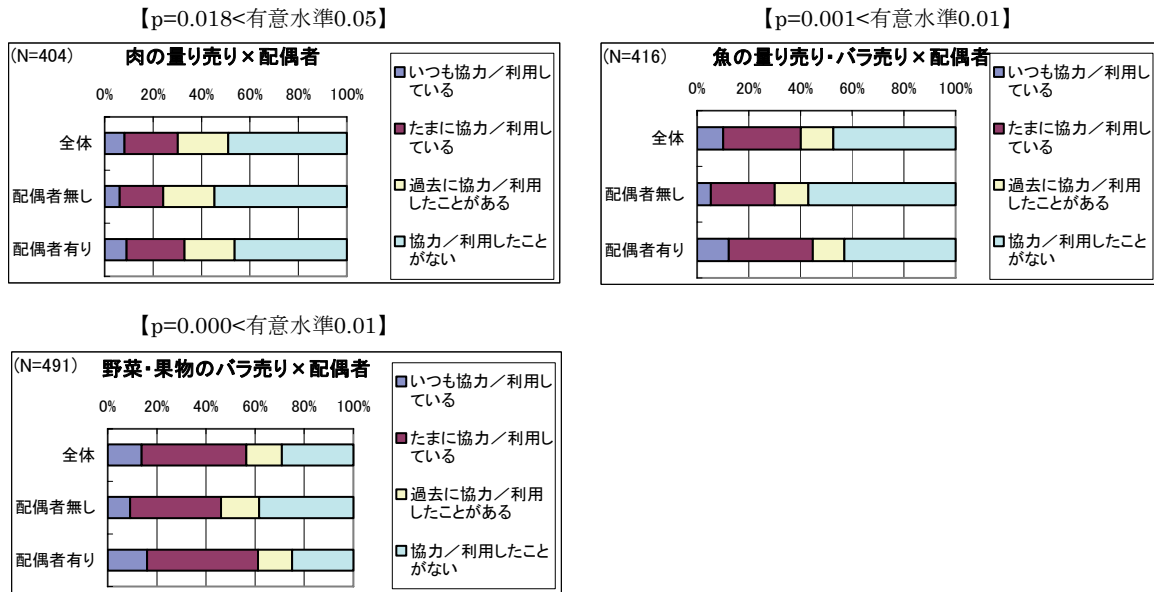 【p=0.018<有意水準0.05】
(N=404)
肉の量り売り×配偶者
0% 20% 40% 60% 80% 100%
全体
配偶者無し
配偶者有り
いつも協力／利用し
ている
たまに協力／利用し
ている
過去に協力／利用
したことがある
協力／利用したこと
がない
【p=0.001<有意水準0.01】
(N=416)
魚の量り売り・バラ売り×配偶者
0% 20% 40% 60% 80% 100%
全体
配偶者無し
配偶者有り
いつも協力／利用し
ている
たまに協力／利用し
ている
過去に協力／利用
したことがある
協力／利用したこと
がない
【p=0.000<有意水準0.01】
(N=491)
野菜・果物のバラ売り×配偶者
0% 20% 40% 60% 80% 100%
全体
配偶者無し
配偶者有り
いつも協力／利用し
ている
たまに協力／利用し
ている
過去に協力／利用
したことがある
協力／利用したこと
がない